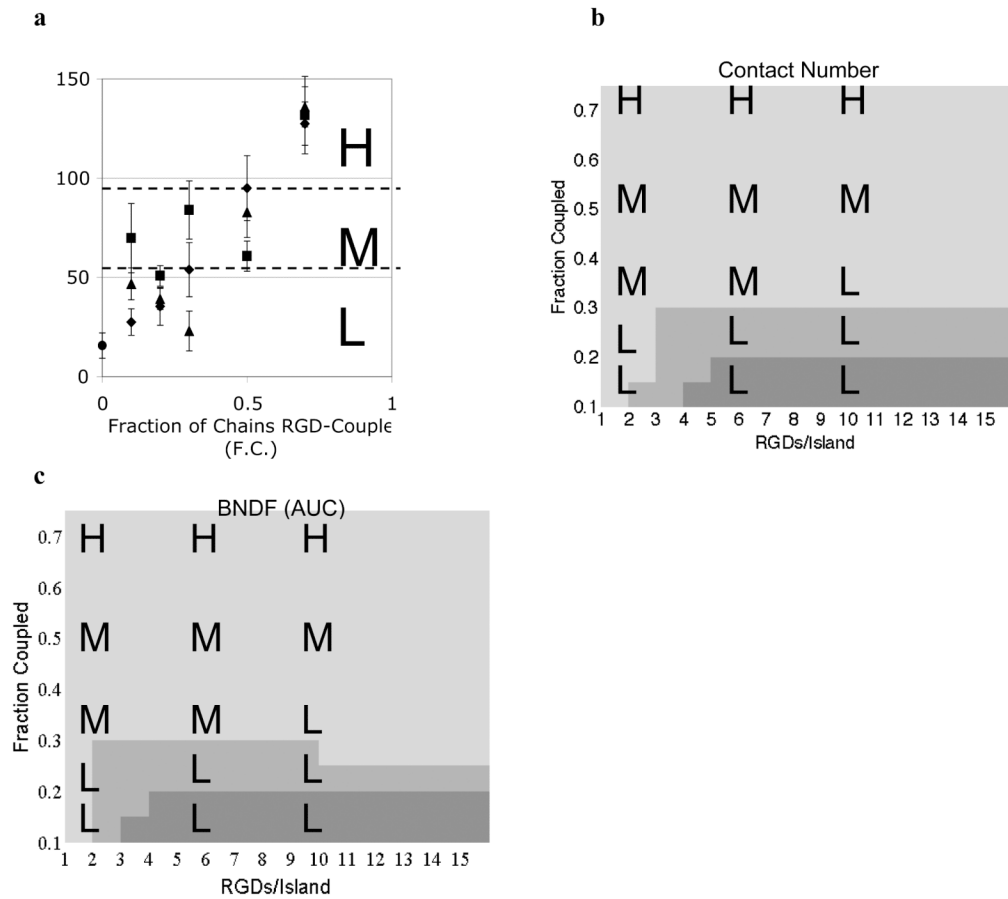 a
150
100
50
0
H
M
L
0 0.5 1
Fraction of Chains RGD-Couple
(F.C.)
b
Contact Number
Fraction Coupled
0.7
0.6
0.5
0.4
0.3
0.2
0.1
H H H
M M M
M M L
L L L
L L L
1 2 3 4 5 6 7 8 9 10 11 12 13 14 15
RGDs/Island
c
BNDF (AUC)
Fraction Coupled
0.7
0.6
0.5
0.4
0.3
0.2
0.1
H H H
M M M
M M L
L L L
L L L
1 2 3 4 5 6 7 8 9 10 11 12 13 14 15
RGDs/Island